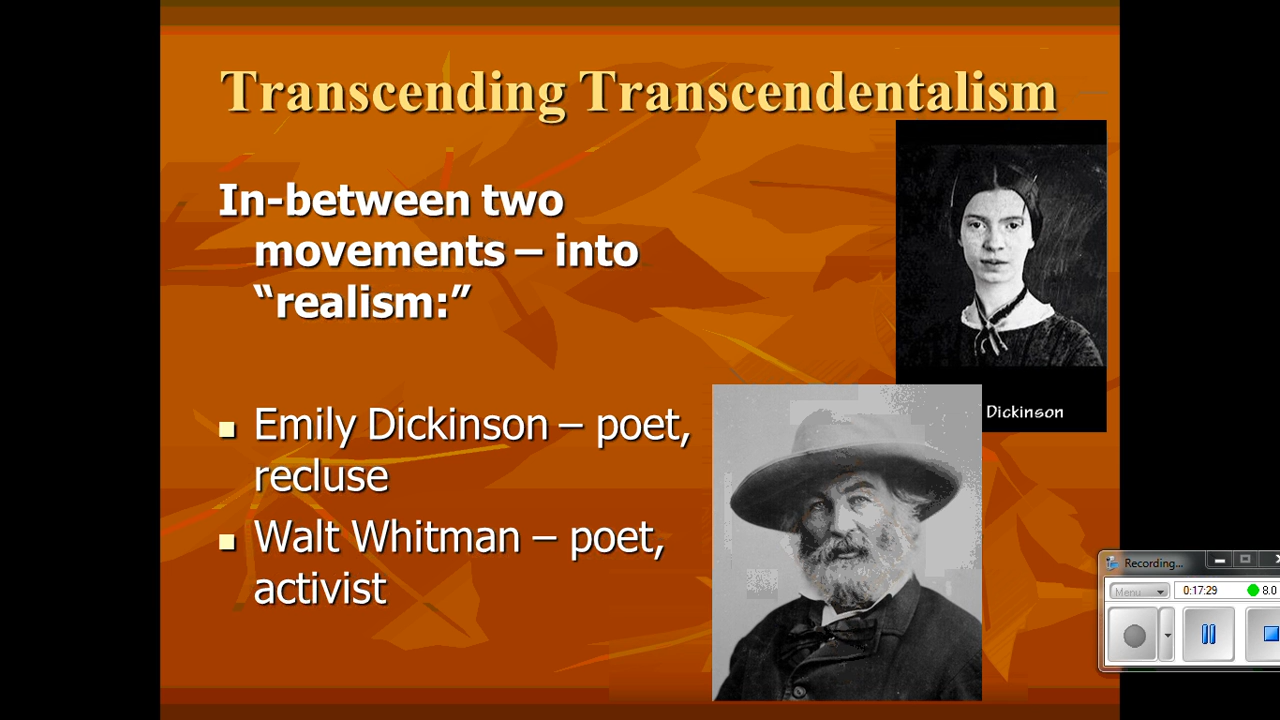 Transcending Transcendentalism
In-between two
movements – into
“realism:”
Emily Dickinson – poet,
recluse
Walt Whitman – poet,
activist
Dickinson
Recording...
Menu
0:17:29
8.0